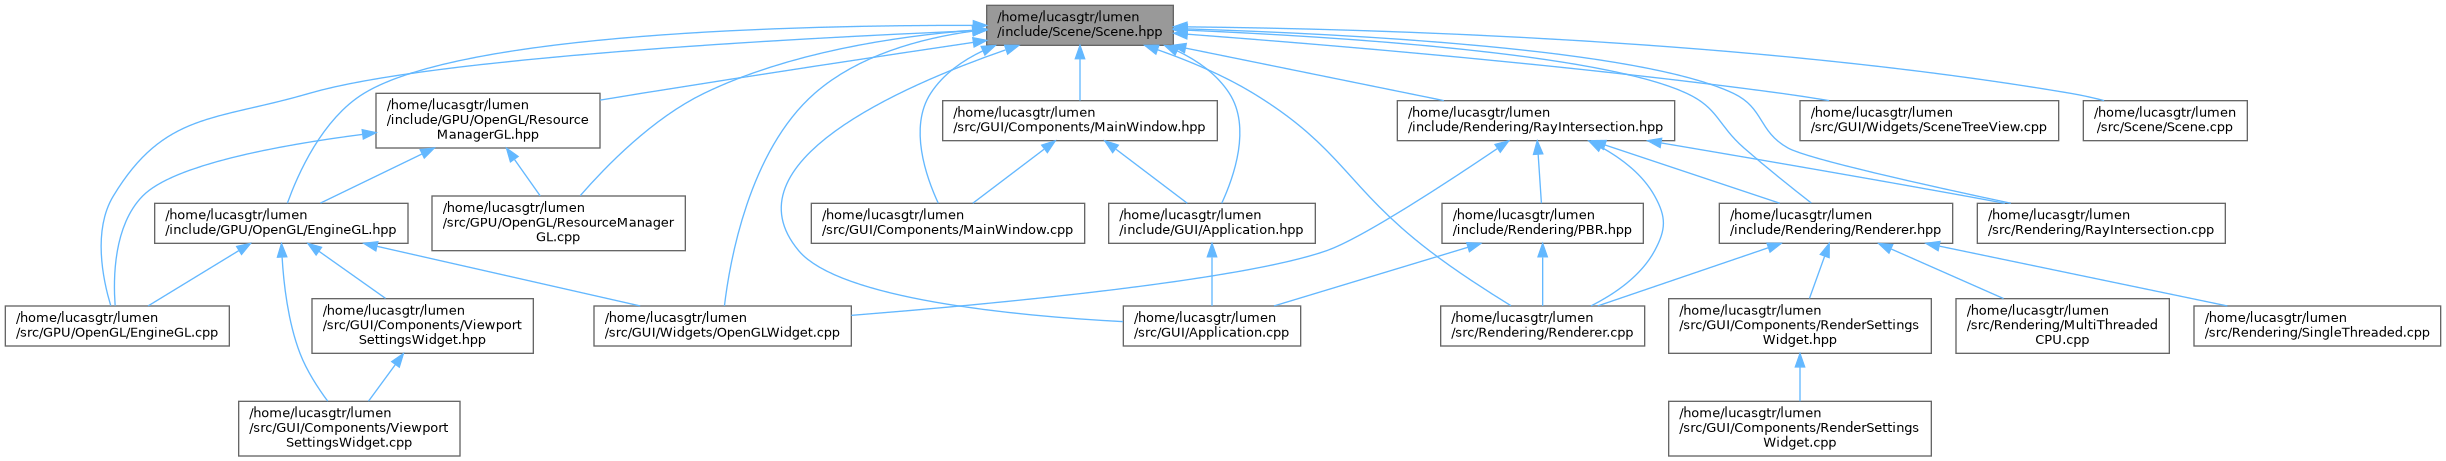 /home/lucasgtr/lumen
/include/Scene/Scene.hpp
/home/lucasgtr/lumen
/include/GPU/OpenGL/Resource
ManagerGL.hpp
/home/lucasgtr/lumen
/src/GUI/Components/MainWindow.hpp
/home/lucasgtr/lumen
/include/Rendering/RayIntersection.hpp
/home/lucasgtr/lumen
/src/GUI/Widgets/SceneTreeView.cpp
/home/lucasgtr/lumen
/src/Scene/Scene.cpp
/home/lucasgtr/lumen
/include/GPU/OpenGL/EngineGL.hpp
/home/lucasgtr/lumen
/src/GPU/OpenGL/ResourceManager
GL.cpp
/home/lucasgtr/lumen
/src/GUI/Components/MainWindow.cpp
/home/lucasgtr/lumen
/include/GUI/Application.hpp
/home/lucasgtr/lumen
/include/Rendering/PBR.hpp
/home/lucasgtr/lumen
/include/Rendering/Renderer.hpp
/home/lucasgtr/lumen
/src/Rendering/RayIntersection.cpp
/home/lucasgtr/lumen
/src/GPU/OpenGL/EngineGL.cpp
/home/lucasgtr/lumen
/src/GUI/Components/Viewport
SettingsWidget.hpp
/home/lucasgtr/lumen
/src/GUI/Widgets/OpenGLWidget.cpp
/home/lucasgtr/lumen
/src/GUI/Application.cpp
/home/lucasgtr/lumen
/src/Rendering/Renderer.cpp
/home/lucasgtr/lumen
/src/GUI/Components/RenderSettings
Widget.hpp
/home/lucasgtr/lumen
/src/Rendering/MultiThreaded
CPU.cpp
/home/lucasgtr/lumen
/src/Rendering/SingleThreaded.cpp
/home/lucasgtr/lumen
/src/GUI/Components/Viewport
SettingsWidget.cpp
/home/lucasgtr/lumen
/src/GUI/Components/RenderSettings
Widget.cpp